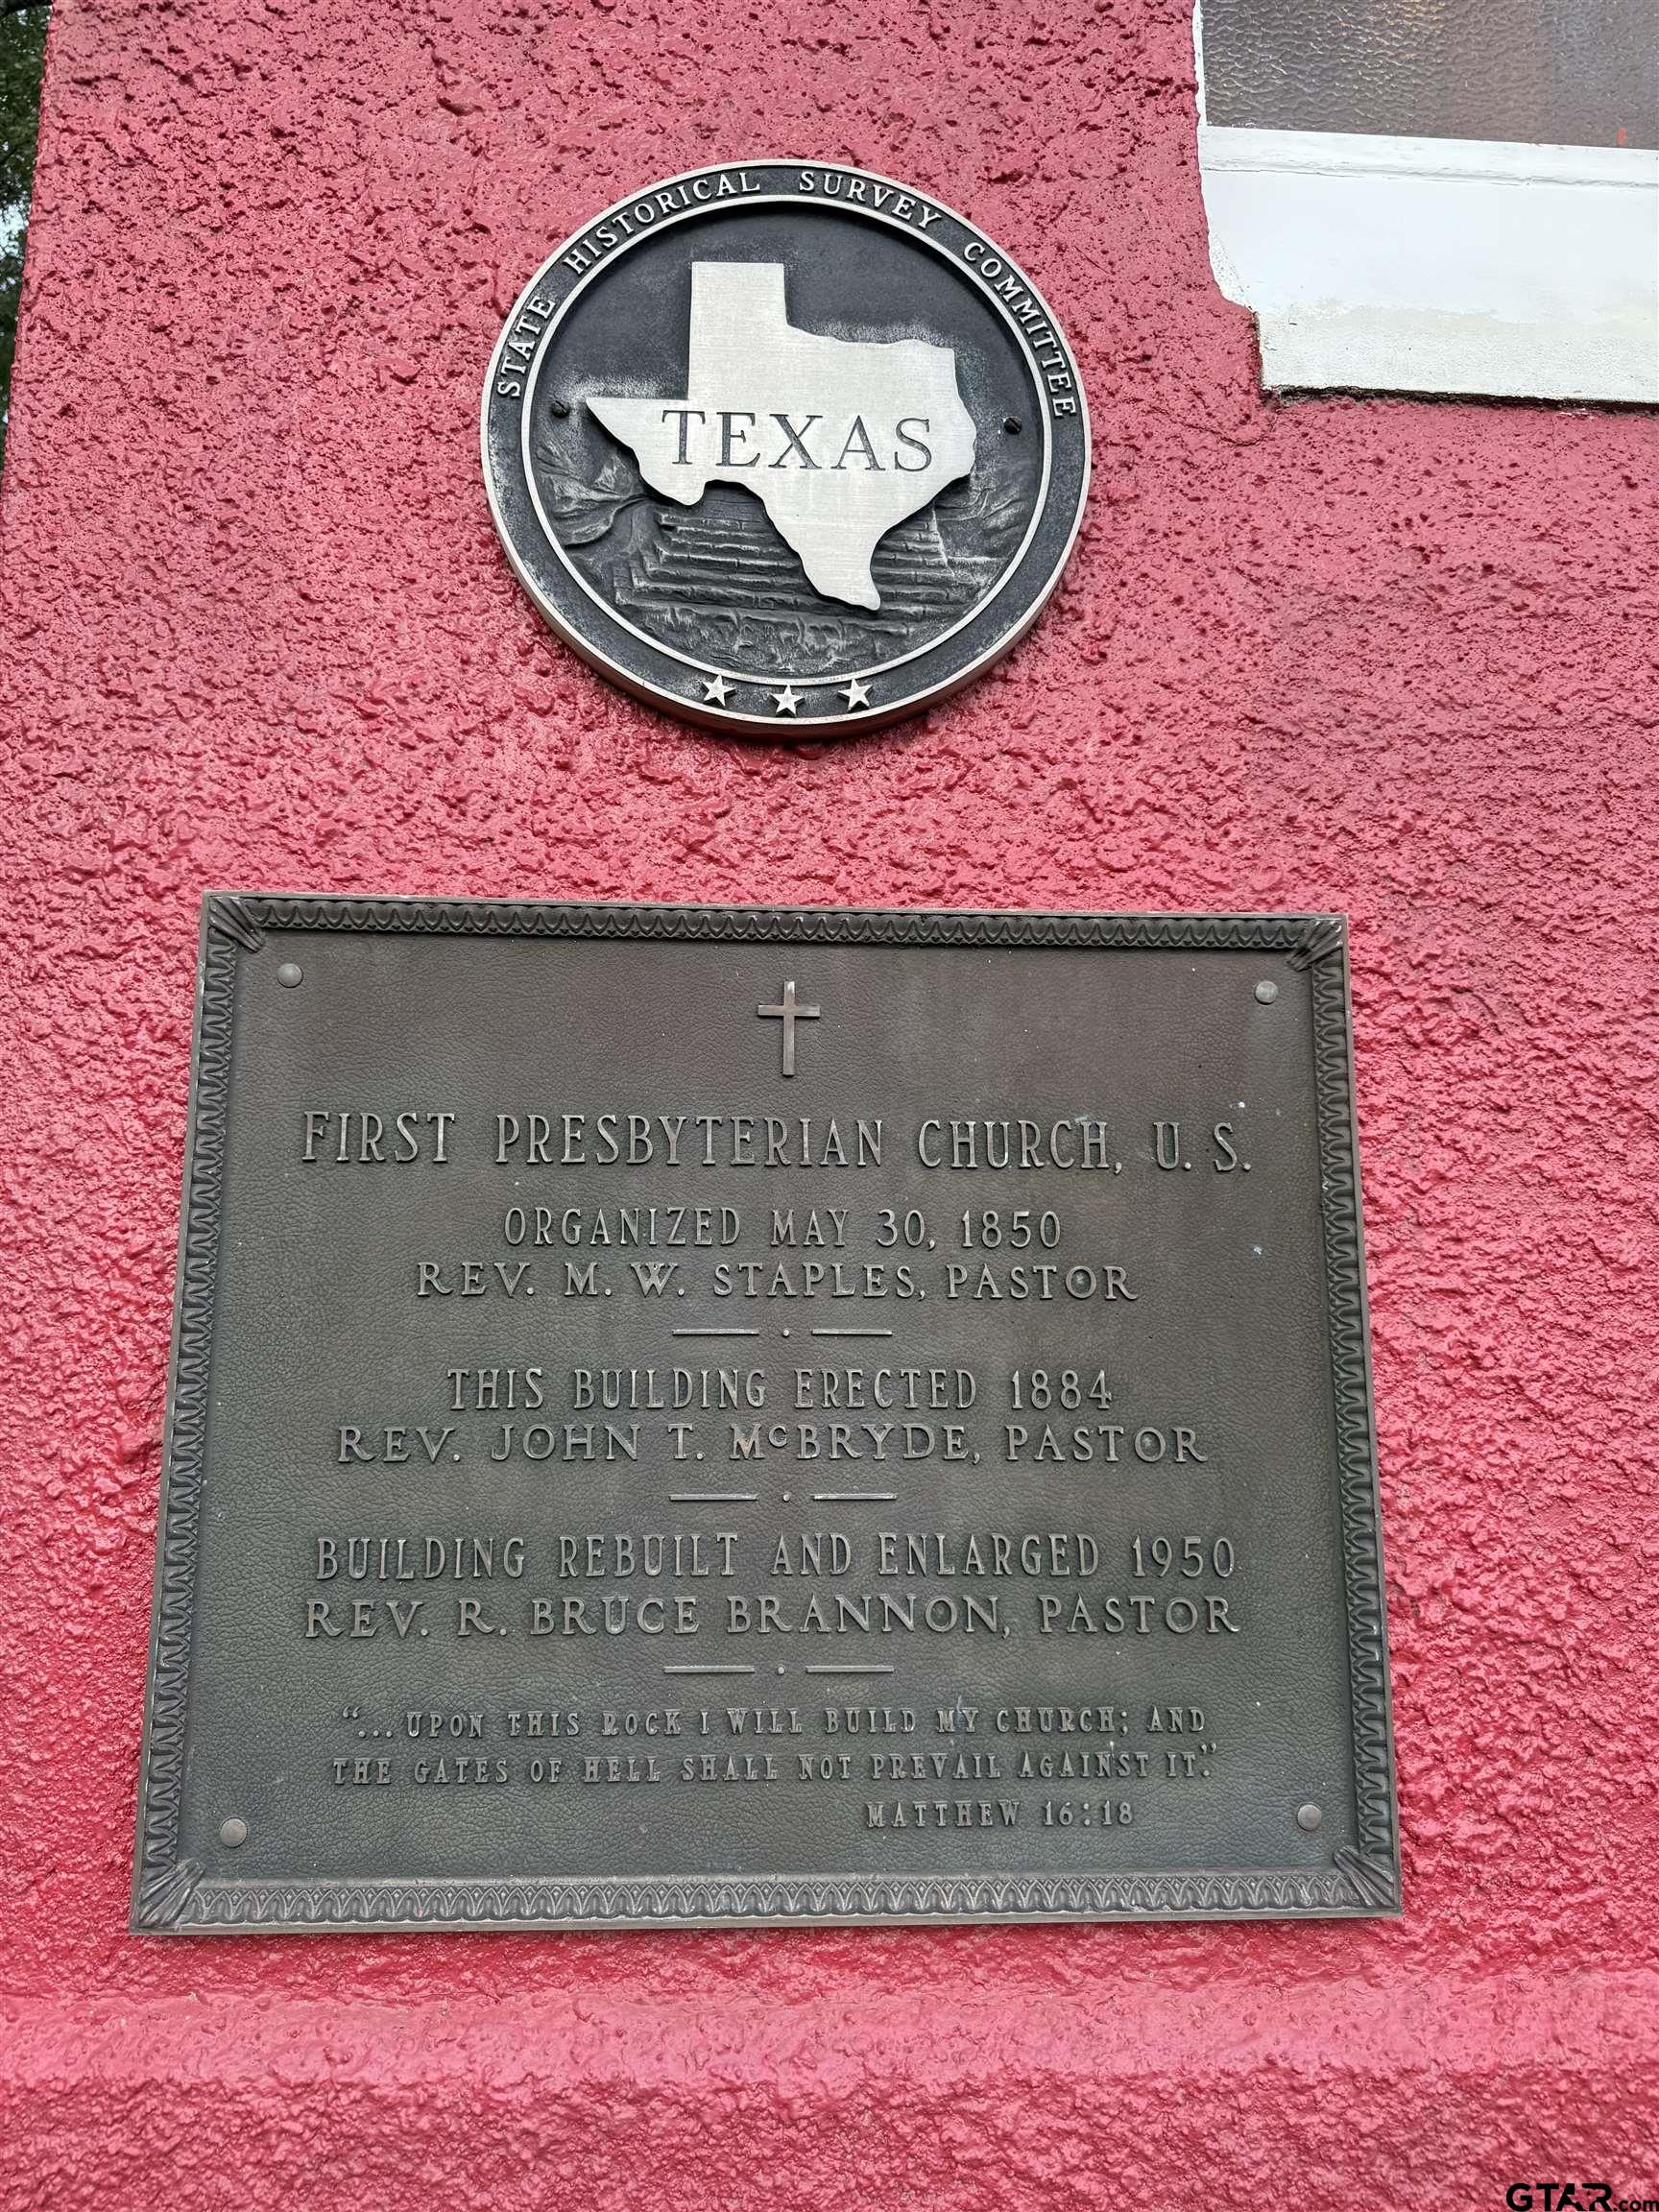 STATE HISTORICAL SURVEY COMMITTEE
TEXAS
FIRST PRESBYTERIAN CHURCH, U. S.
ORGANIZED MAY 30, 1850
REV. M. W. STAPLES, PASTOR
THIS BUILDING ERECTED 1884
REV. JOHN T. McBRYDE, PASTOR
BUILDING REBUILT AND ENLARGED 1950
REV. R. BRUCE BRANNON, PASTOR
"...UPON THIS ROCK I WILL BUILD MY CHURCH; AND
THE GATES OF HELL SHALL NOT PREVAIL AGAINST IT."
MATTHEW 16:18
GTAR.com